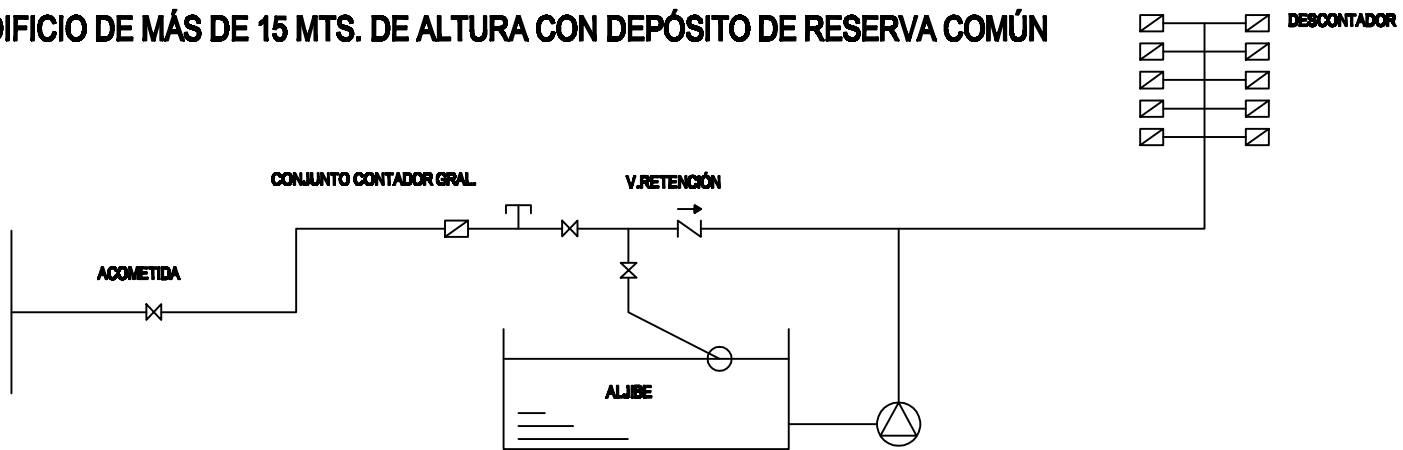 DIFICIO DE MÁS DE 15 MTS. DE ALTURA CON DEPÓSITO DE RESERVA COMÚN
DESCONTADOR
CONJUNTO CONTADOR GRAL.
V.RETENCIÓN
ACOMETIDA
ALJIBE